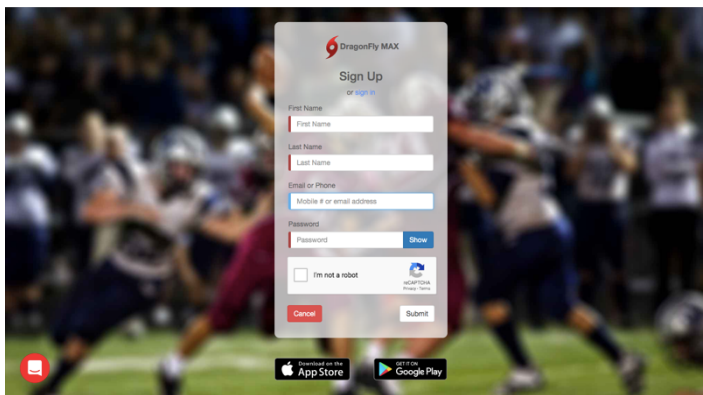 DragonFly MAX
Sign Up
or sign in
First Name
First Name
Last Name
Last Name
Email or Phone
Mobile # or email address
Password
Password
Show
I'm not a robot
reCAPTCHA
Privacy - Terms
Cancel
Submit
Download on the
App Store
GET IT ON
Google Play